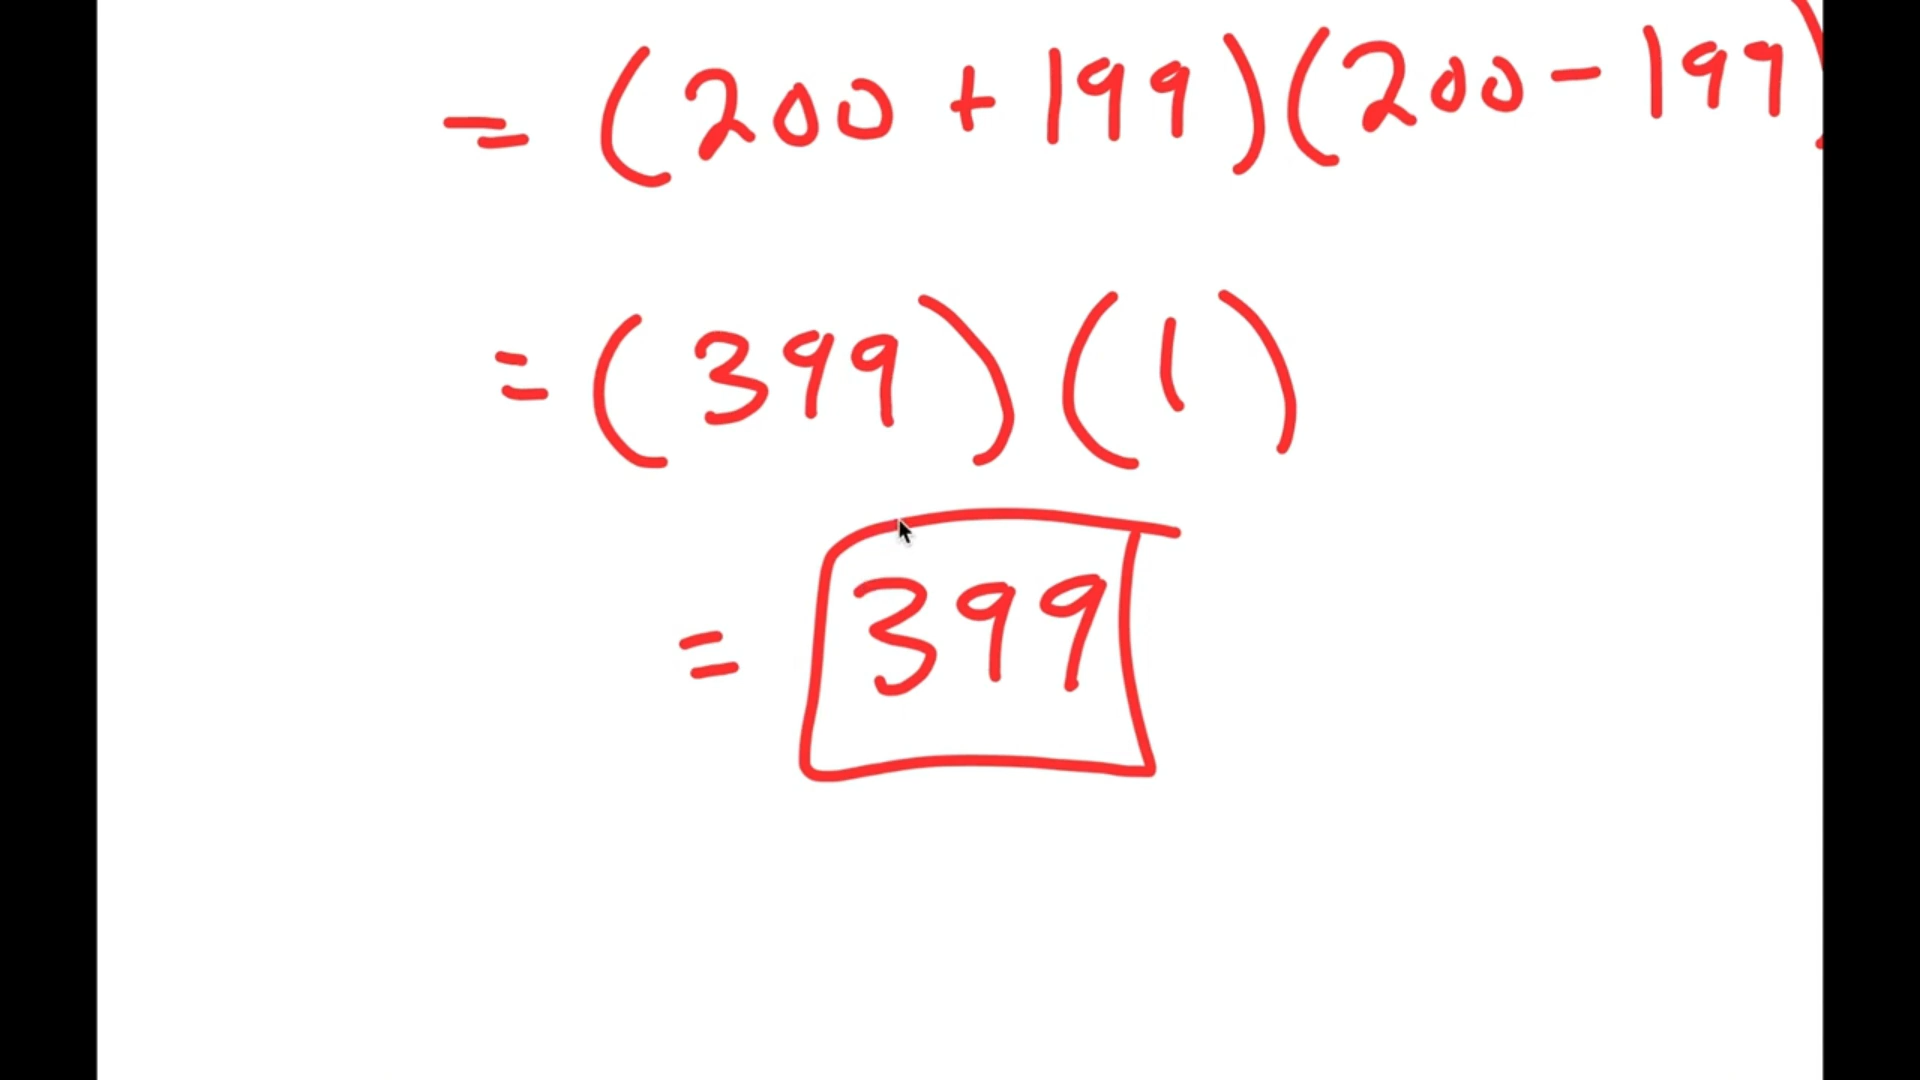 = (200 + 199)(200 - 199)
= (399)(1)
= 399